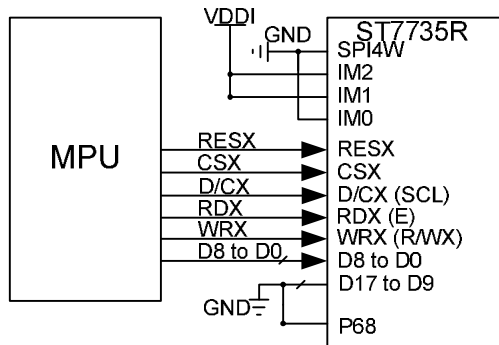 VDDI
GND
ST7735R
SPI4W
IM2
IM1
IM0
MPU
RESX
RESX
CSX
CSX
D/CX
D/CX (SCL)
RDX
RDX (E)
WRX
WRX (R/WX)
D8 to D0
D8 to D0
D17 to D9
GND
P68